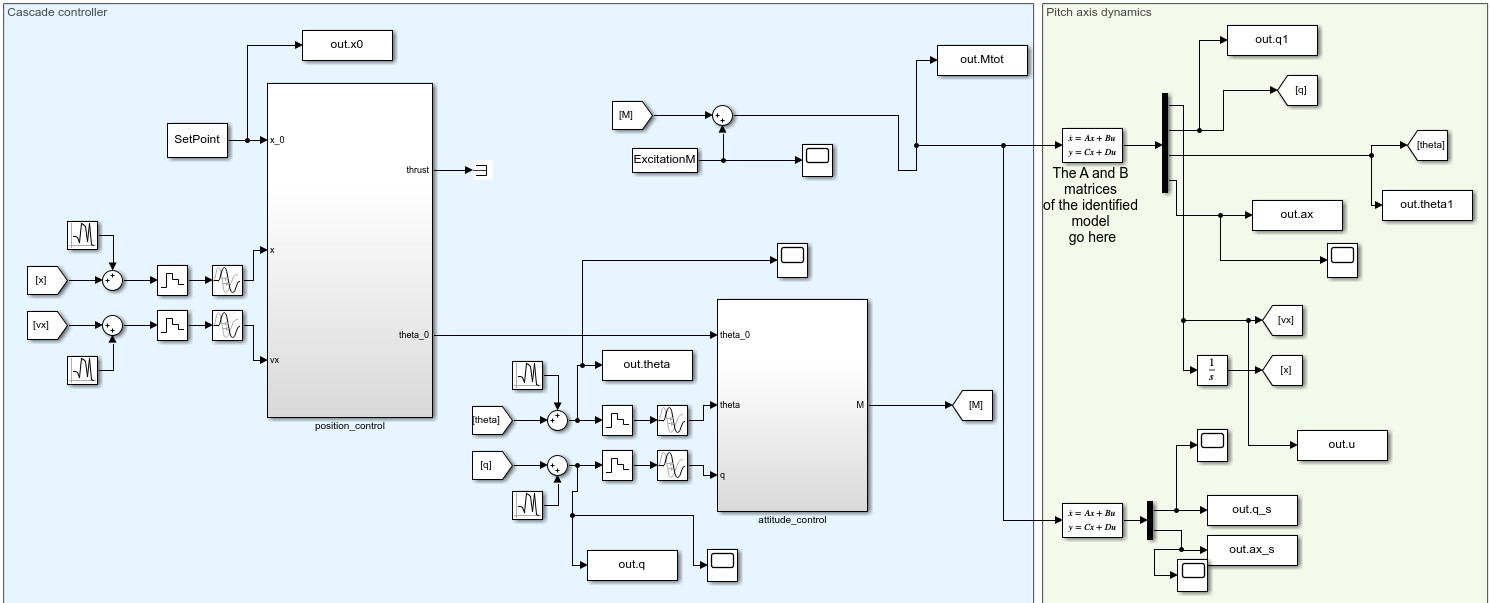 Cascade controller
Pitch axis dynamics
out.x0
out.q1
out.Mtot
[q]
[M]
SetPoint
x_0
ẋ = Ax + Bu
y = Cx + Du
[theta]
ExcitationM
thrust
The A and B
matrices
of the identified
model
go here
out.theta1
out.ax
x
[x]
[vx]
theta_0
theta_0
[vx]
vx
out.theta
1
s
[x]
theta
M
[M]
[theta]
position_control
out.u
[q]
q
attitude_control
ẋ = Ax + Bu
y = Cx + Du
out.q_s
out.ax_s
out.q